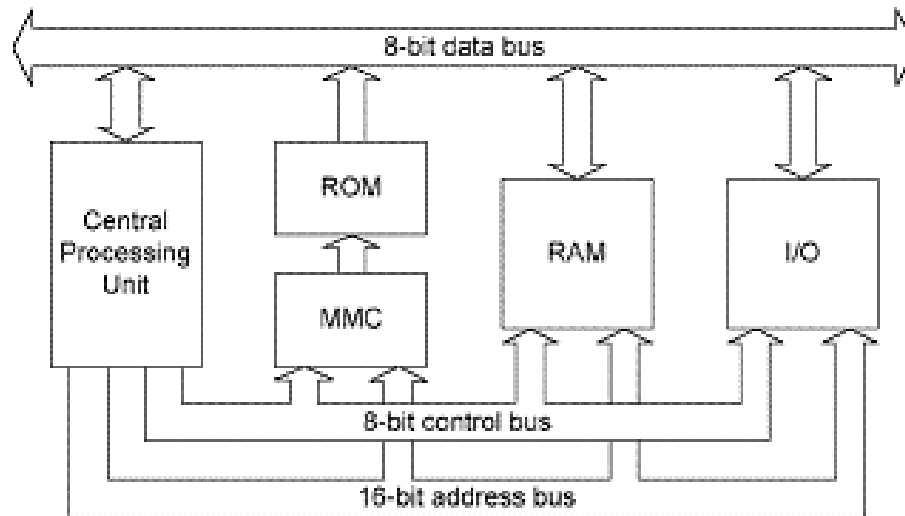 8-bit data bus
Central
Processing
Unit
ROM
MMC
RAM
I/O
8-bit control bus
16-bit address bus